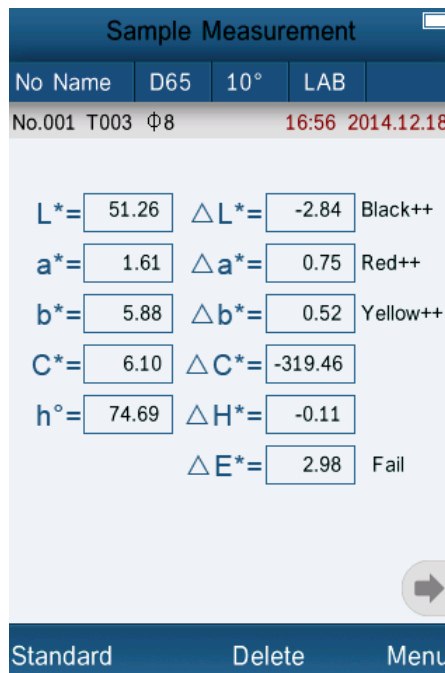 Sample Measurement
No Name D65 10° LAB
No.001 T003 Φ8 16:56 2014.12.18
L*= 51.26 △L*= -2.84 Black++
a*= 1.61 △a*= 0.75 Red++
b*= 5.88 △b*= 0.52 Yellow++
C*= 6.10 △C*= -319.46
h°= 74.69 △H*= -0.11
△E*= 2.98 Fail
Standard Delete Menu